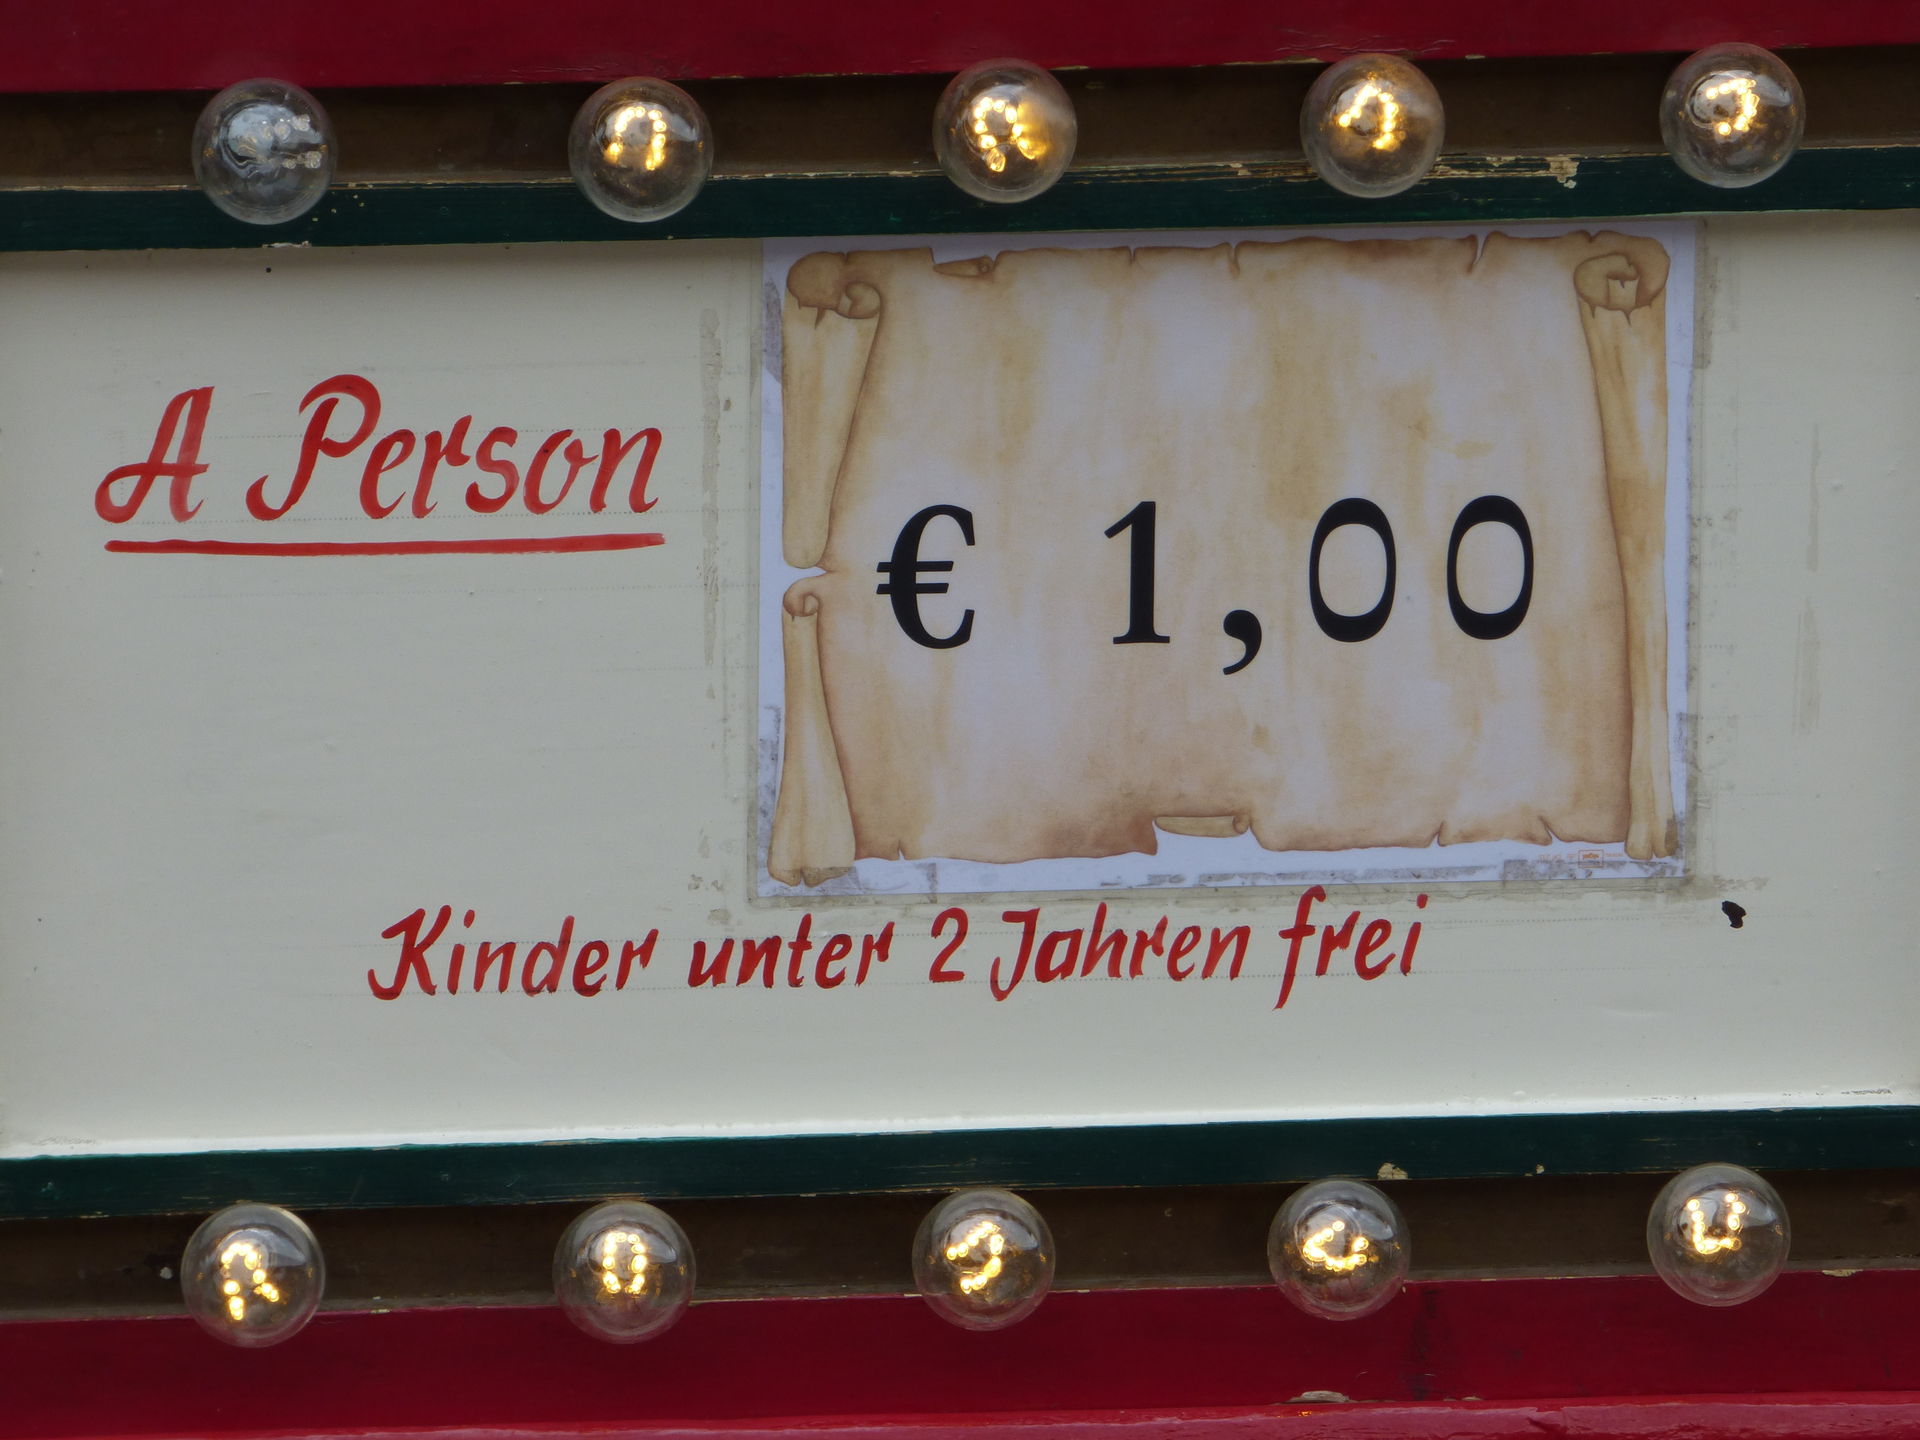 A Person
€ 1,00
Kinder unter 2 Jahren frei